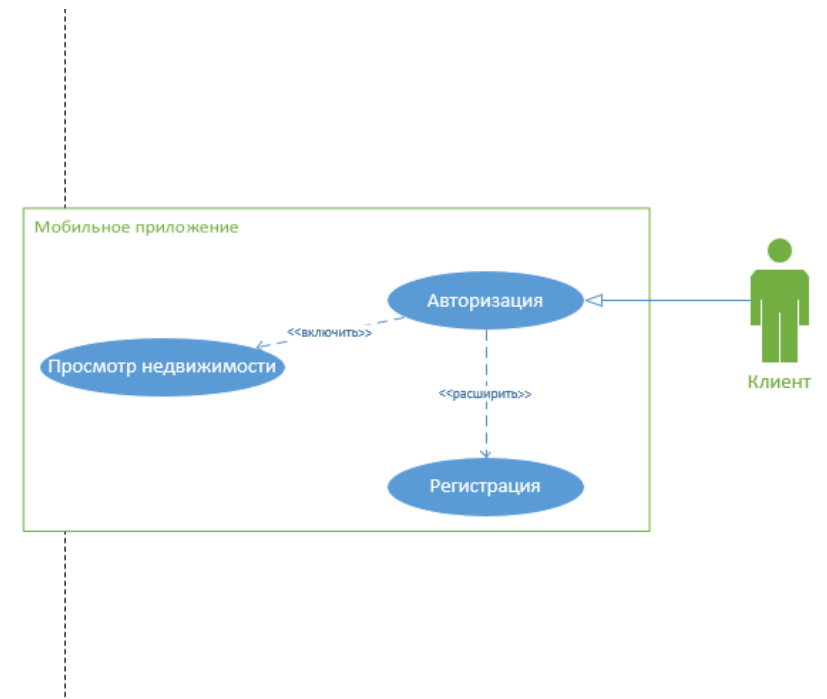 Мобильное приложение
Авторизация
<<включить>>
Просмотр недвижимости
<<расширить>>
Клиент
Регистрация